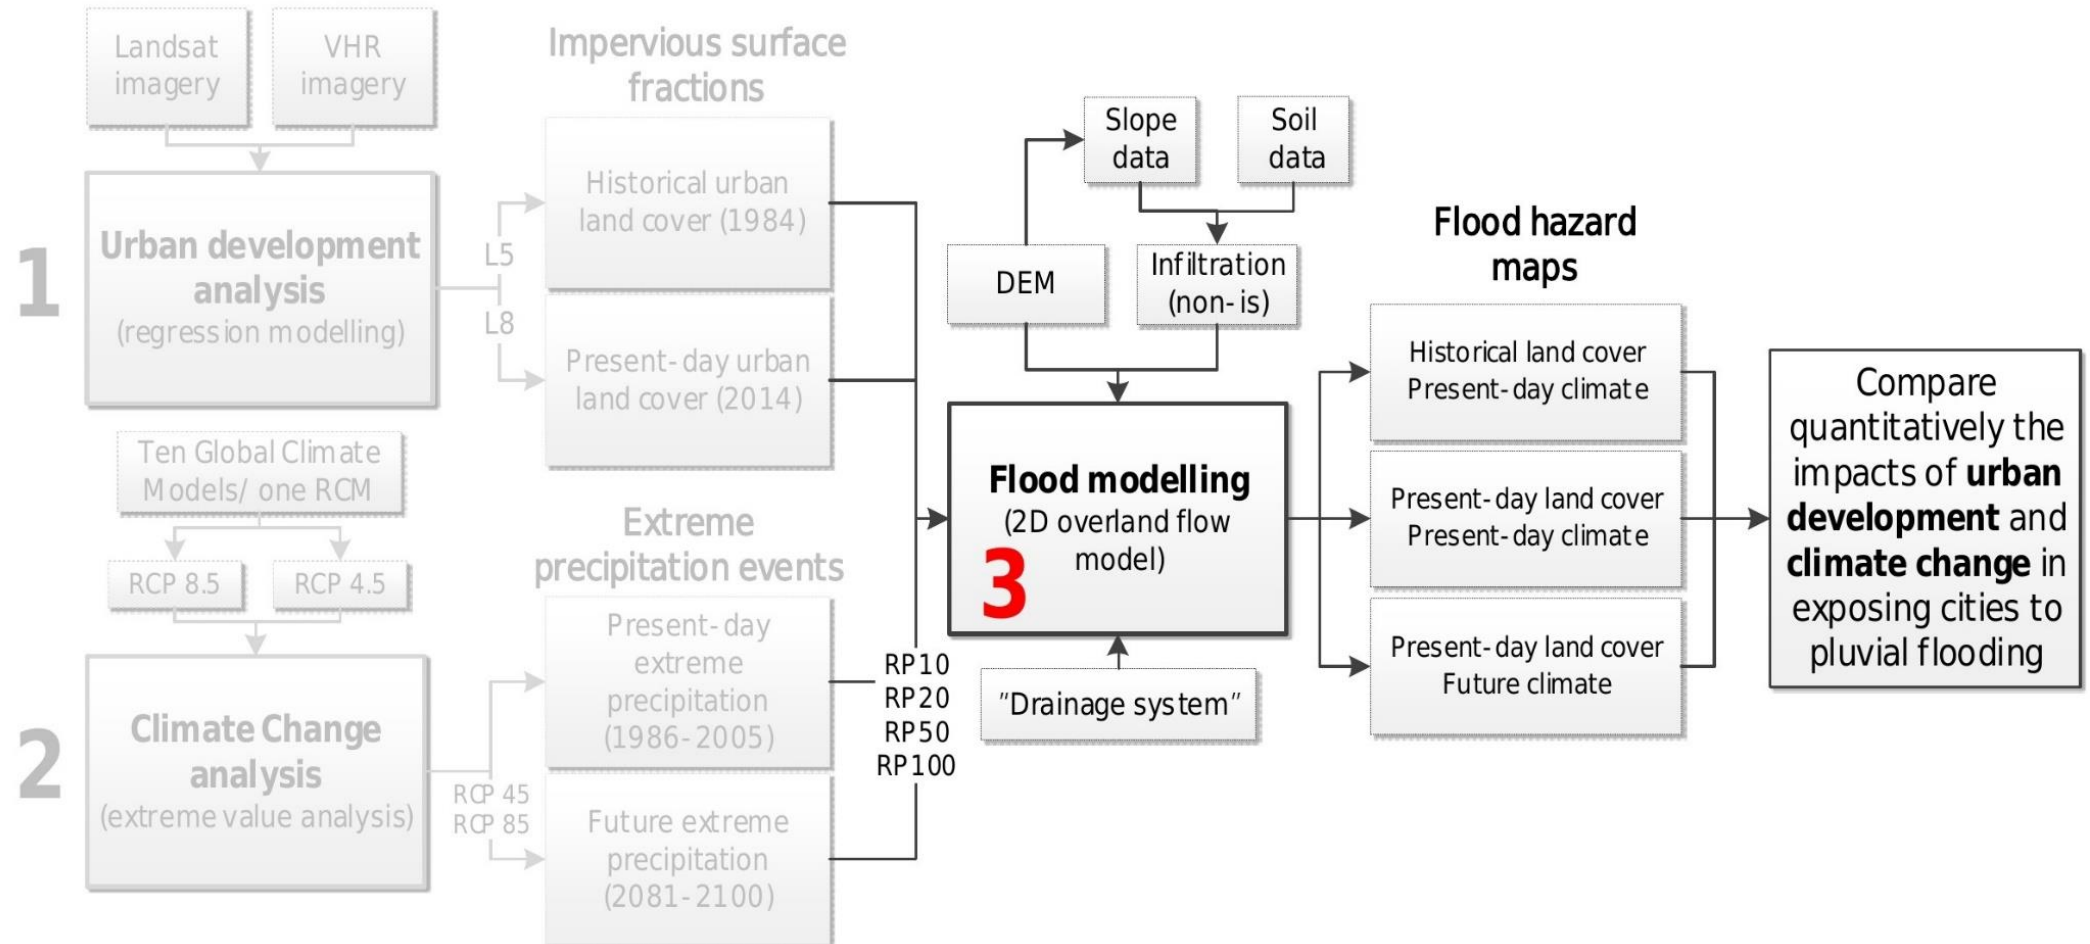 Landsat
imagery
VHR
imagery
Impervious surface
fractions
1
Urban development
analysis
(regression modelling)
L5
L8
Historical urban
land cover (1984)
Present-day urban
land cover (2014)
Ten Global Climate
Models/ one RCM
RCP 8.5
RCP 4.5
2
Climate Change
analysis
(extreme value analysis)
RCP 45
RCP 85
Extreme
precipitation events
Present-day
extreme
precipitation
(1986-2005)
Future extreme
precipitation
(2081-2100)
RP10
RP20
RP50
RP100
Slope
data
Soil
data
DEM
Infiltration
(non-is)
Flood modelling
(2D overland flow
model)
3
"Drainage system"
Flood hazard
maps
Historical land cover
Present-day climate
Present-day land cover
Present-day climate
Present-day land cover
Future climate
Compare
quantitatively the
impacts of urban
development and
climate change in
exposing cities to
pluvial flooding